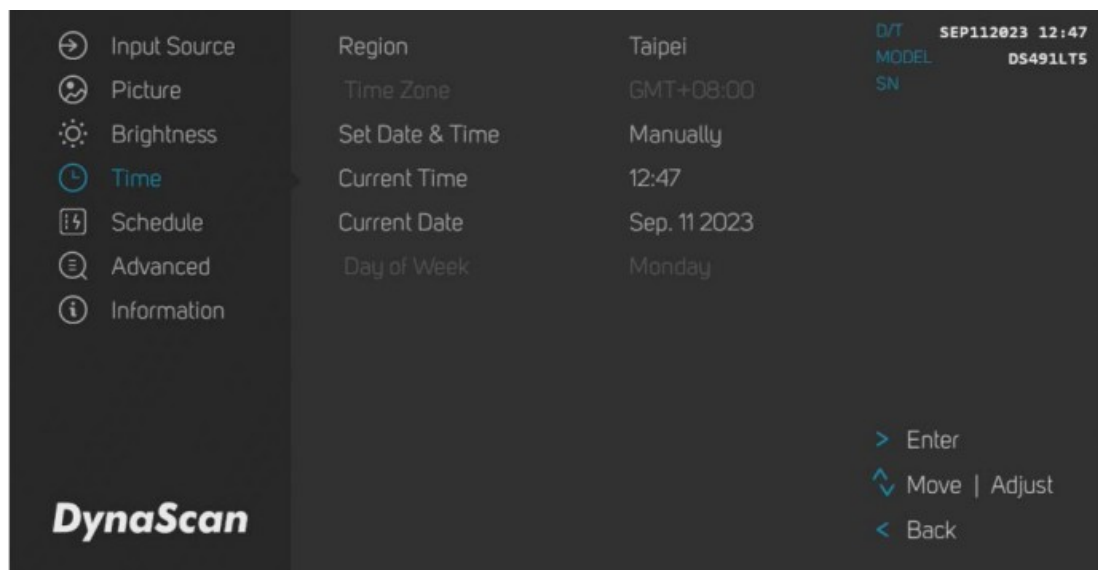 Input Source
Picture
Brightness
Time
Schedule
Advanced
Information
DynaScan
Region Taipei
Time Zone GMT+08:00
Set Date & Time Manually
Current Time 12:47
Current Date Sep. 11 2023
Day of Week Monday
D/T SEP112023 12:47
MODEL DS491LT5
SN
> Enter
Move | Adjust
< Back